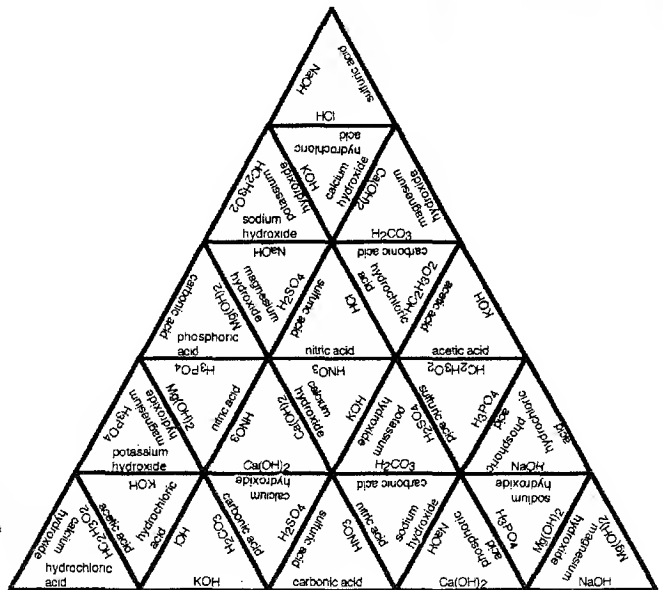 NaOH
sulfuric acid
HCl
hydrochloric
acid
HC2H3O2
potassium
hydroxide
KOH
calcium
hydroxide
Ca(OH)2
magnesium
hydroxide
sodium
hydroxide
H2CO3
NaOH
carbonic acid
carbonic acid
Mg(OH)2
magnesium
hydroxide
H2SO4
sulfuric acid
HCl
hydrochloric
acid
HC2H3O2
acetic acid
KOH
phosphoric
acid
nitric acid
acetic acid
H3PO4
HNO3
HC2H3O2
H3PO4
magnesium
hydroxide
Mg(OH)2
nitric acid
HNO3
Ca(OH)2
calcium
hydroxide
KOH
potassium
hydroxide
H2SO4
sulfuric acid
H3PO4
phosphoric
acid
hydrochloric
acid
potassium
hydroxide
Ca(OH)2
H2CO3
NaOH
KOH
calcium
hydroxide
carbonic acid
sodium
hydroxide
calcium
hydroxide
HC2H3O2
acetic acid
hydrochloric
acid
HCl
H2CO3
carbonic acid
H2SO4
sulfuric
acid
HNO3
nitric acid
sodium
hydroxide
NaOH
phosphoric
acid
H3PO4
Mg(OH)2
magnesium
hydroxide
Mg(OH)2
hydrochloric
acid
KOH
carbonic acid
Ca(OH)2
NaOH